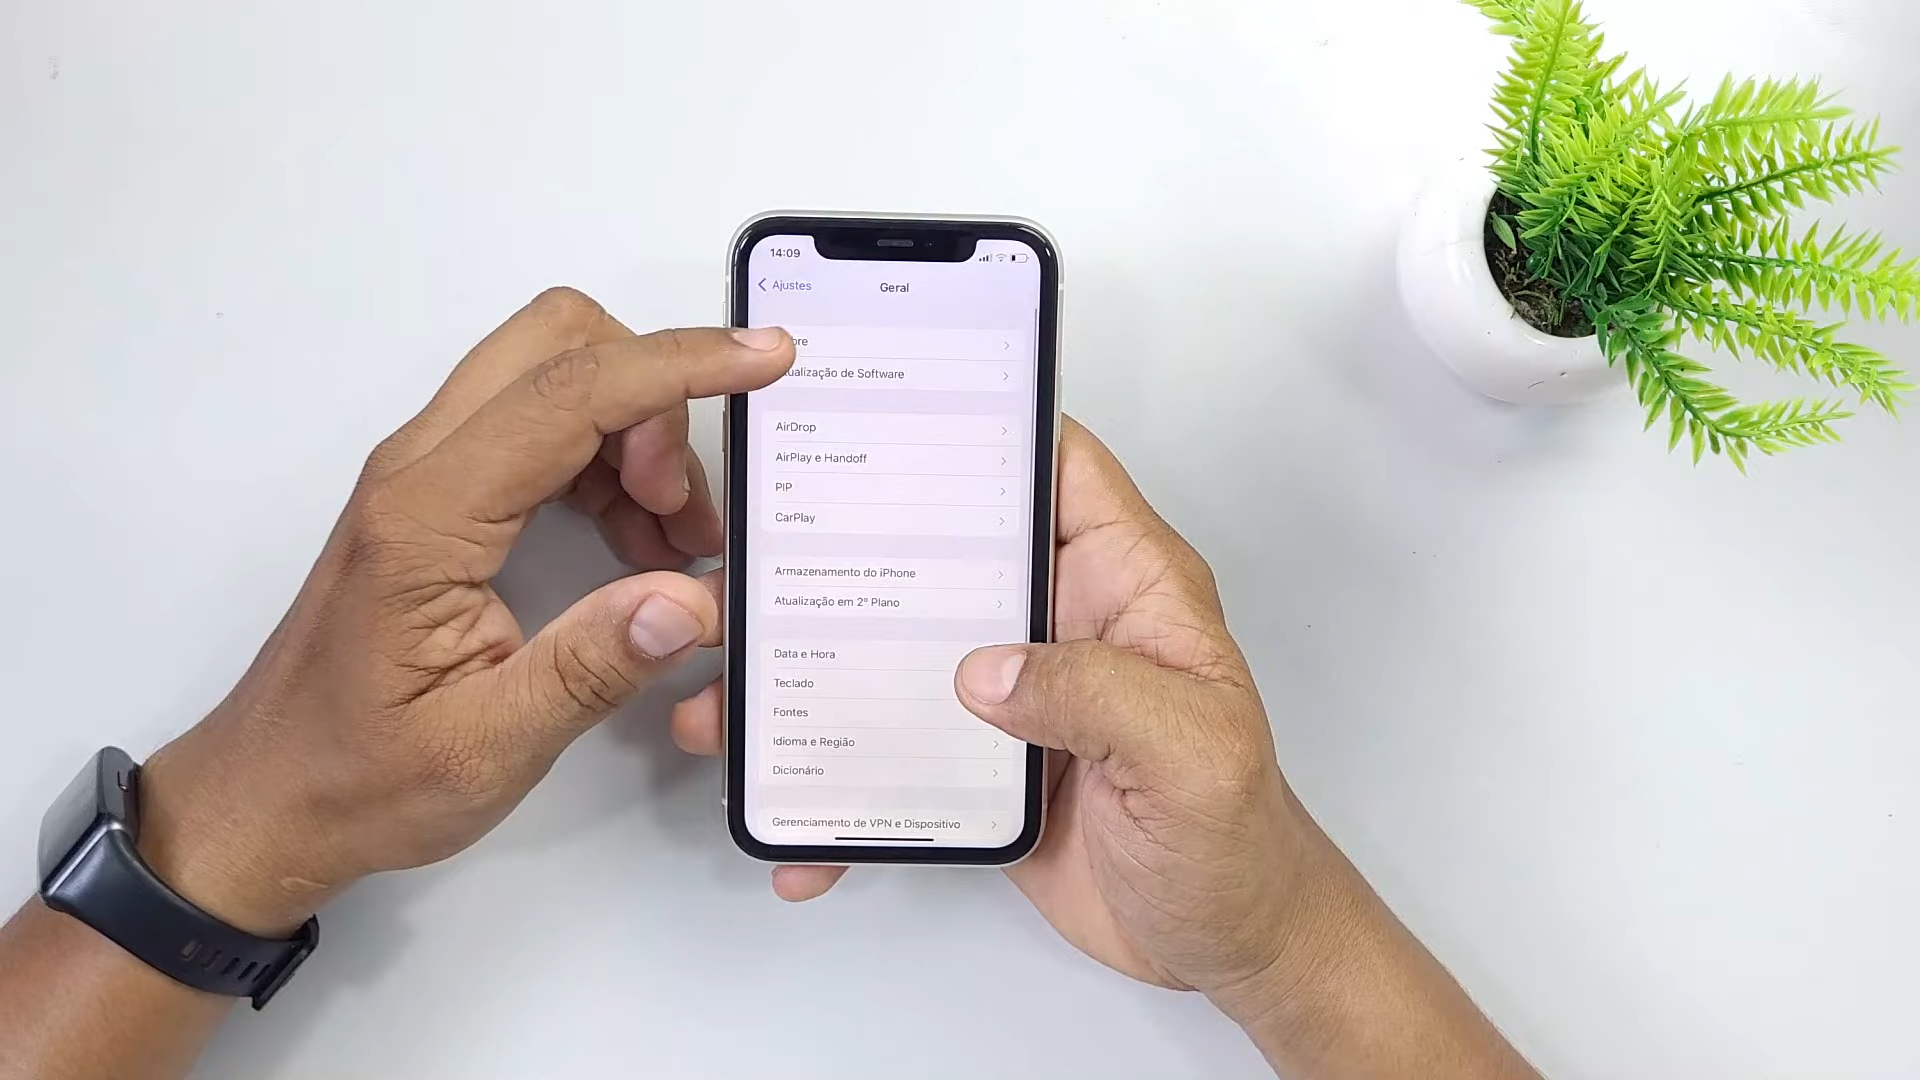 14:09
Ajustes
Geral
de Software
AirDrop
AirPlay e Handoff
PIP
CarPlay
Armazenamento do iPhone
Atualização em 2º Plano
Data e Hora
Teclado
Fontes
Idioma e Região
Dicionário
Gerenciamento de VPN e Dispositivo